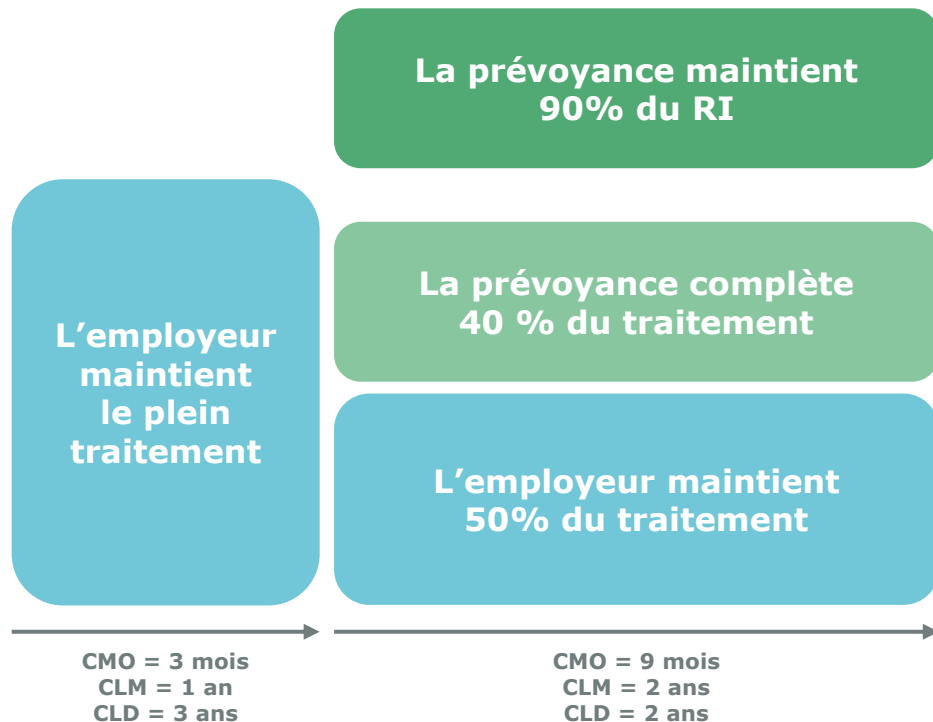 La prévoyance maintient
90% du RI
L’employeur
maintient
le plein
traitement
La prévoyance complète
40 % du traitement
L’employeur maintient
50% du traitement
CMO = 3 mois
CLM = 1 an
CLD = 3 ans
CMO = 9 mois
CLM = 2 ans
CLD = 2 ans